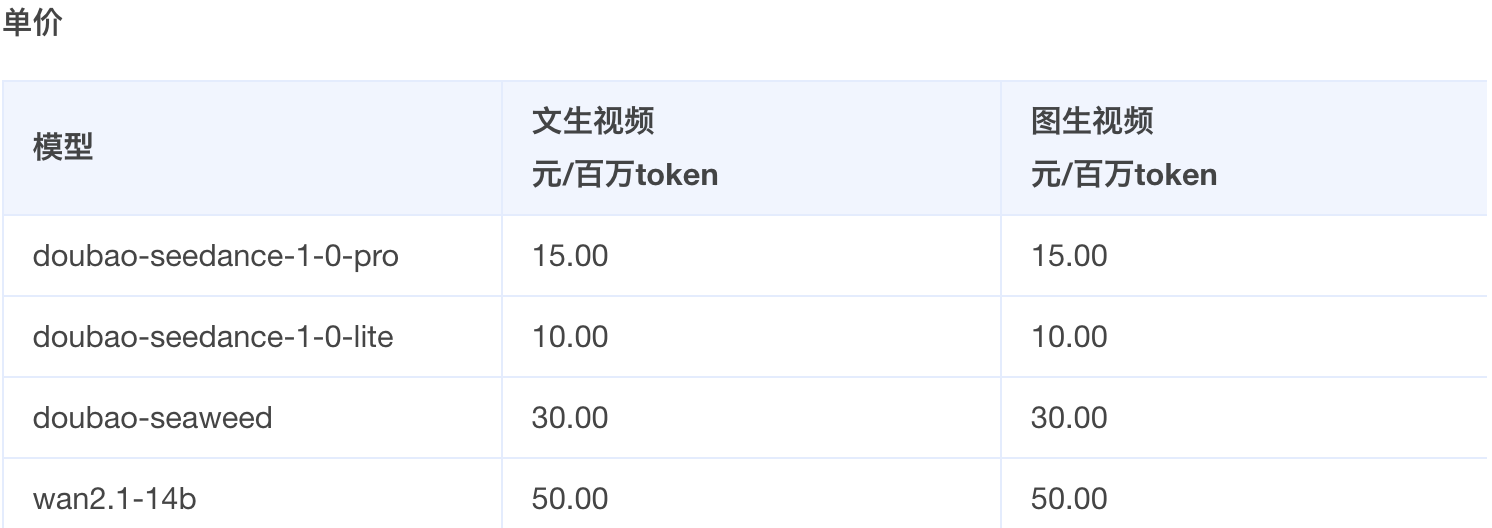 单价
模型
文生视频
元/百万token
图生视频
元/百万token
doubao-seedance-1-0-pro 15.00 15.00
doubao-seedance-1-0-lite 10.00 10.00
doubao-seaweed 30.00 30.00
wan2.1-14b 50.00 50.00